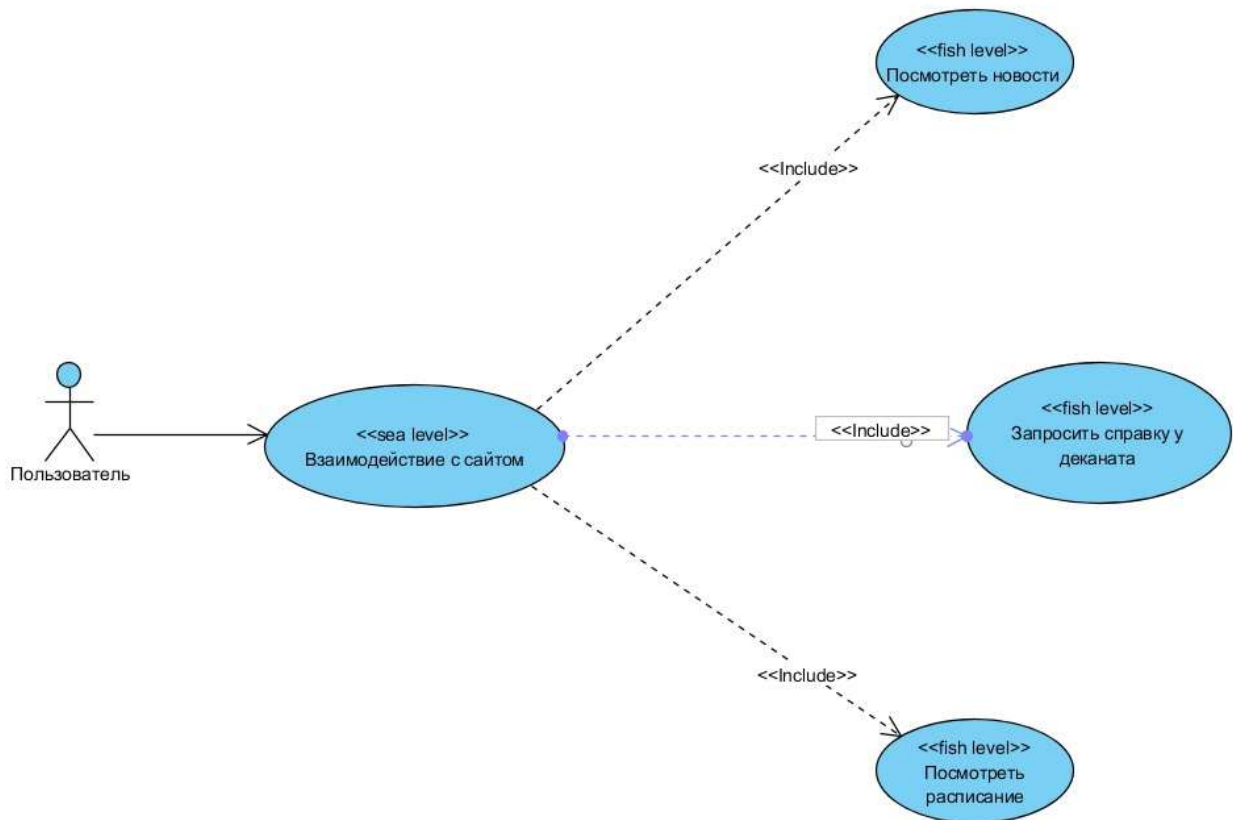 <<fish level>>
Посмотреть новости
<<Include>>
<<sea level>>
Взаимодействие с сайтом
Пользователь
<<Include>>
<<fish level>>
Запросить справку у
деканата
<<Include>>
<<fish level>>
Посмотреть
расписание